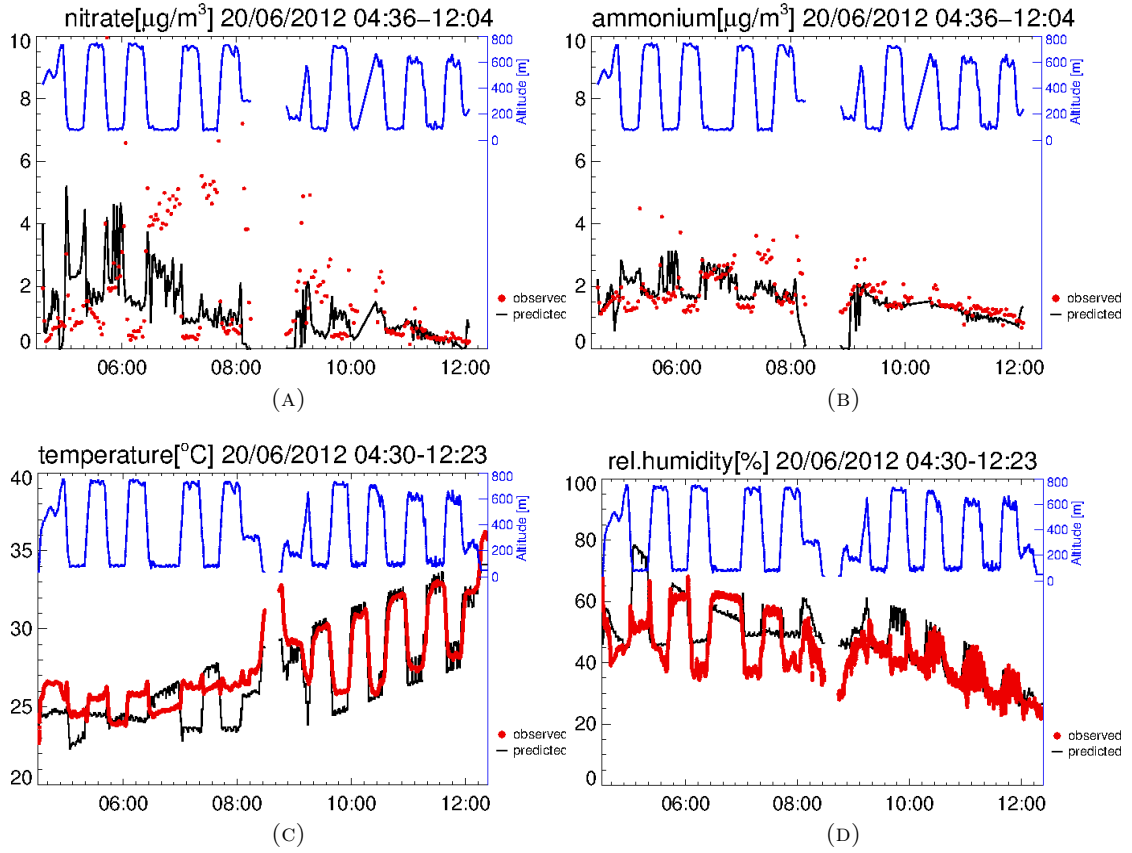 nitrate[μg/m³] 20/06/2012 04:36−12:04
10
8
6
4
2
0
800
600
400
200
0
Altitude [m]
observed
predicted
06:00 08:00 10:00 12:00
(A)
ammonium[μg/m³] 20/06/2012 04:36−12:04
10
8
6
4
2
0
800
600
400
200
0
Altitude [m]
observed
predicted
06:00 08:00 10:00 12:00
(B)
temperature[°C] 20/06/2012 04:30-12:23
40
35
30
25
20
800
600
400
200
0
Altitude [m]
observed
predicted
06:00 08:00 10:00 12:00
(C)
rel.humidity[%] 20/06/2012 04:30-12:23
100
80
60
40
20
0
800
600
400
200
0
Altitude [m]
observed
predicted
06:00 08:00 10:00 12:00
(D)